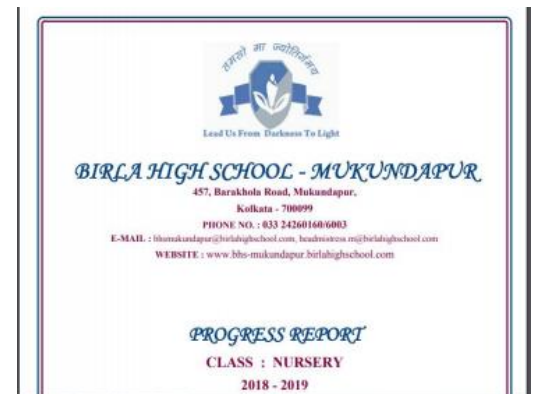 तमसो मा ज्योतिर्गमय
Lead Us From Darkness To Light
BIRLA HIGH SCHOOL - MUKUNDAPUR
457, Barakhola Road, Mukundapur,
Kolkata - 700099
PHONE NO. : 033 24260160/6003
E-MAIL : bhsmukundapur@birlahighschool.com, headmistress.m@birlahighschool.com
WEBSITE : www.bhs-mukundapur.birlahighschool.com
PROGRESS REPORT
CLASS : NURSERY
2018 - 2019